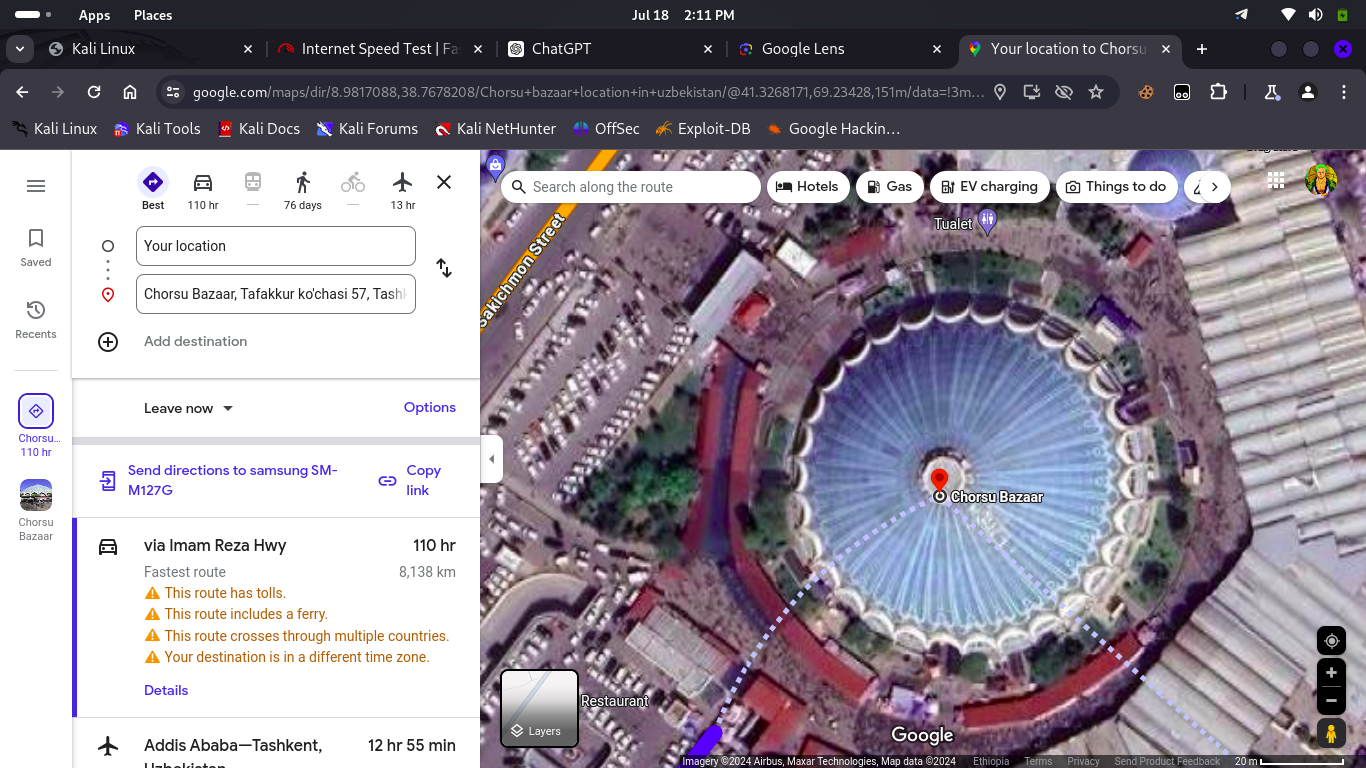 Apps Places Jul 18 2:11 PM
Kali Linux Internet Speed Test | Fa ChatGPT Google Lens Your location to Chorsu
google.com/maps/dir/8.9817088,38.7678208/Chorsu+bazaar+location+in+uzbekistan/@41.3268171,69.23428,151m/data=!3m…
Kali Linux Kali Tools Kali Docs Kali Forums Kali NetHunter OffSec Exploit-DB Google Hackin…
Best 110 hr — 76 days — 13 hr
Your location
Chorsu Bazaar, Tafakkur ko'chasi 57, Tashk
Add destination
Leave now Options
Send directions to samsung SM-
M127G
Copy
link
via Imam Reza Hwy 110 hr
Fastest route 8,138 km
This route has tolls.
This route includes a ferry.
This route crosses through multiple countries.
Your destination is in a different time zone.
Details
Addis Ababa—Tashkent, 12 hr 55 min
Uzbekistan
Saved
Recents
Chorsu...
110 hr
Chorsu
Bazaar
Search along the route Hotels Gas EV charging Things to do
Tualet
Sakichmon Street
Chorsu Bazaar
Restaurant
Layers
Google
Imagery ©2024 Airbus, Maxar Technologies, Map data ©2024 Ethiopia Terms Privacy Send Product Feedback 20 m